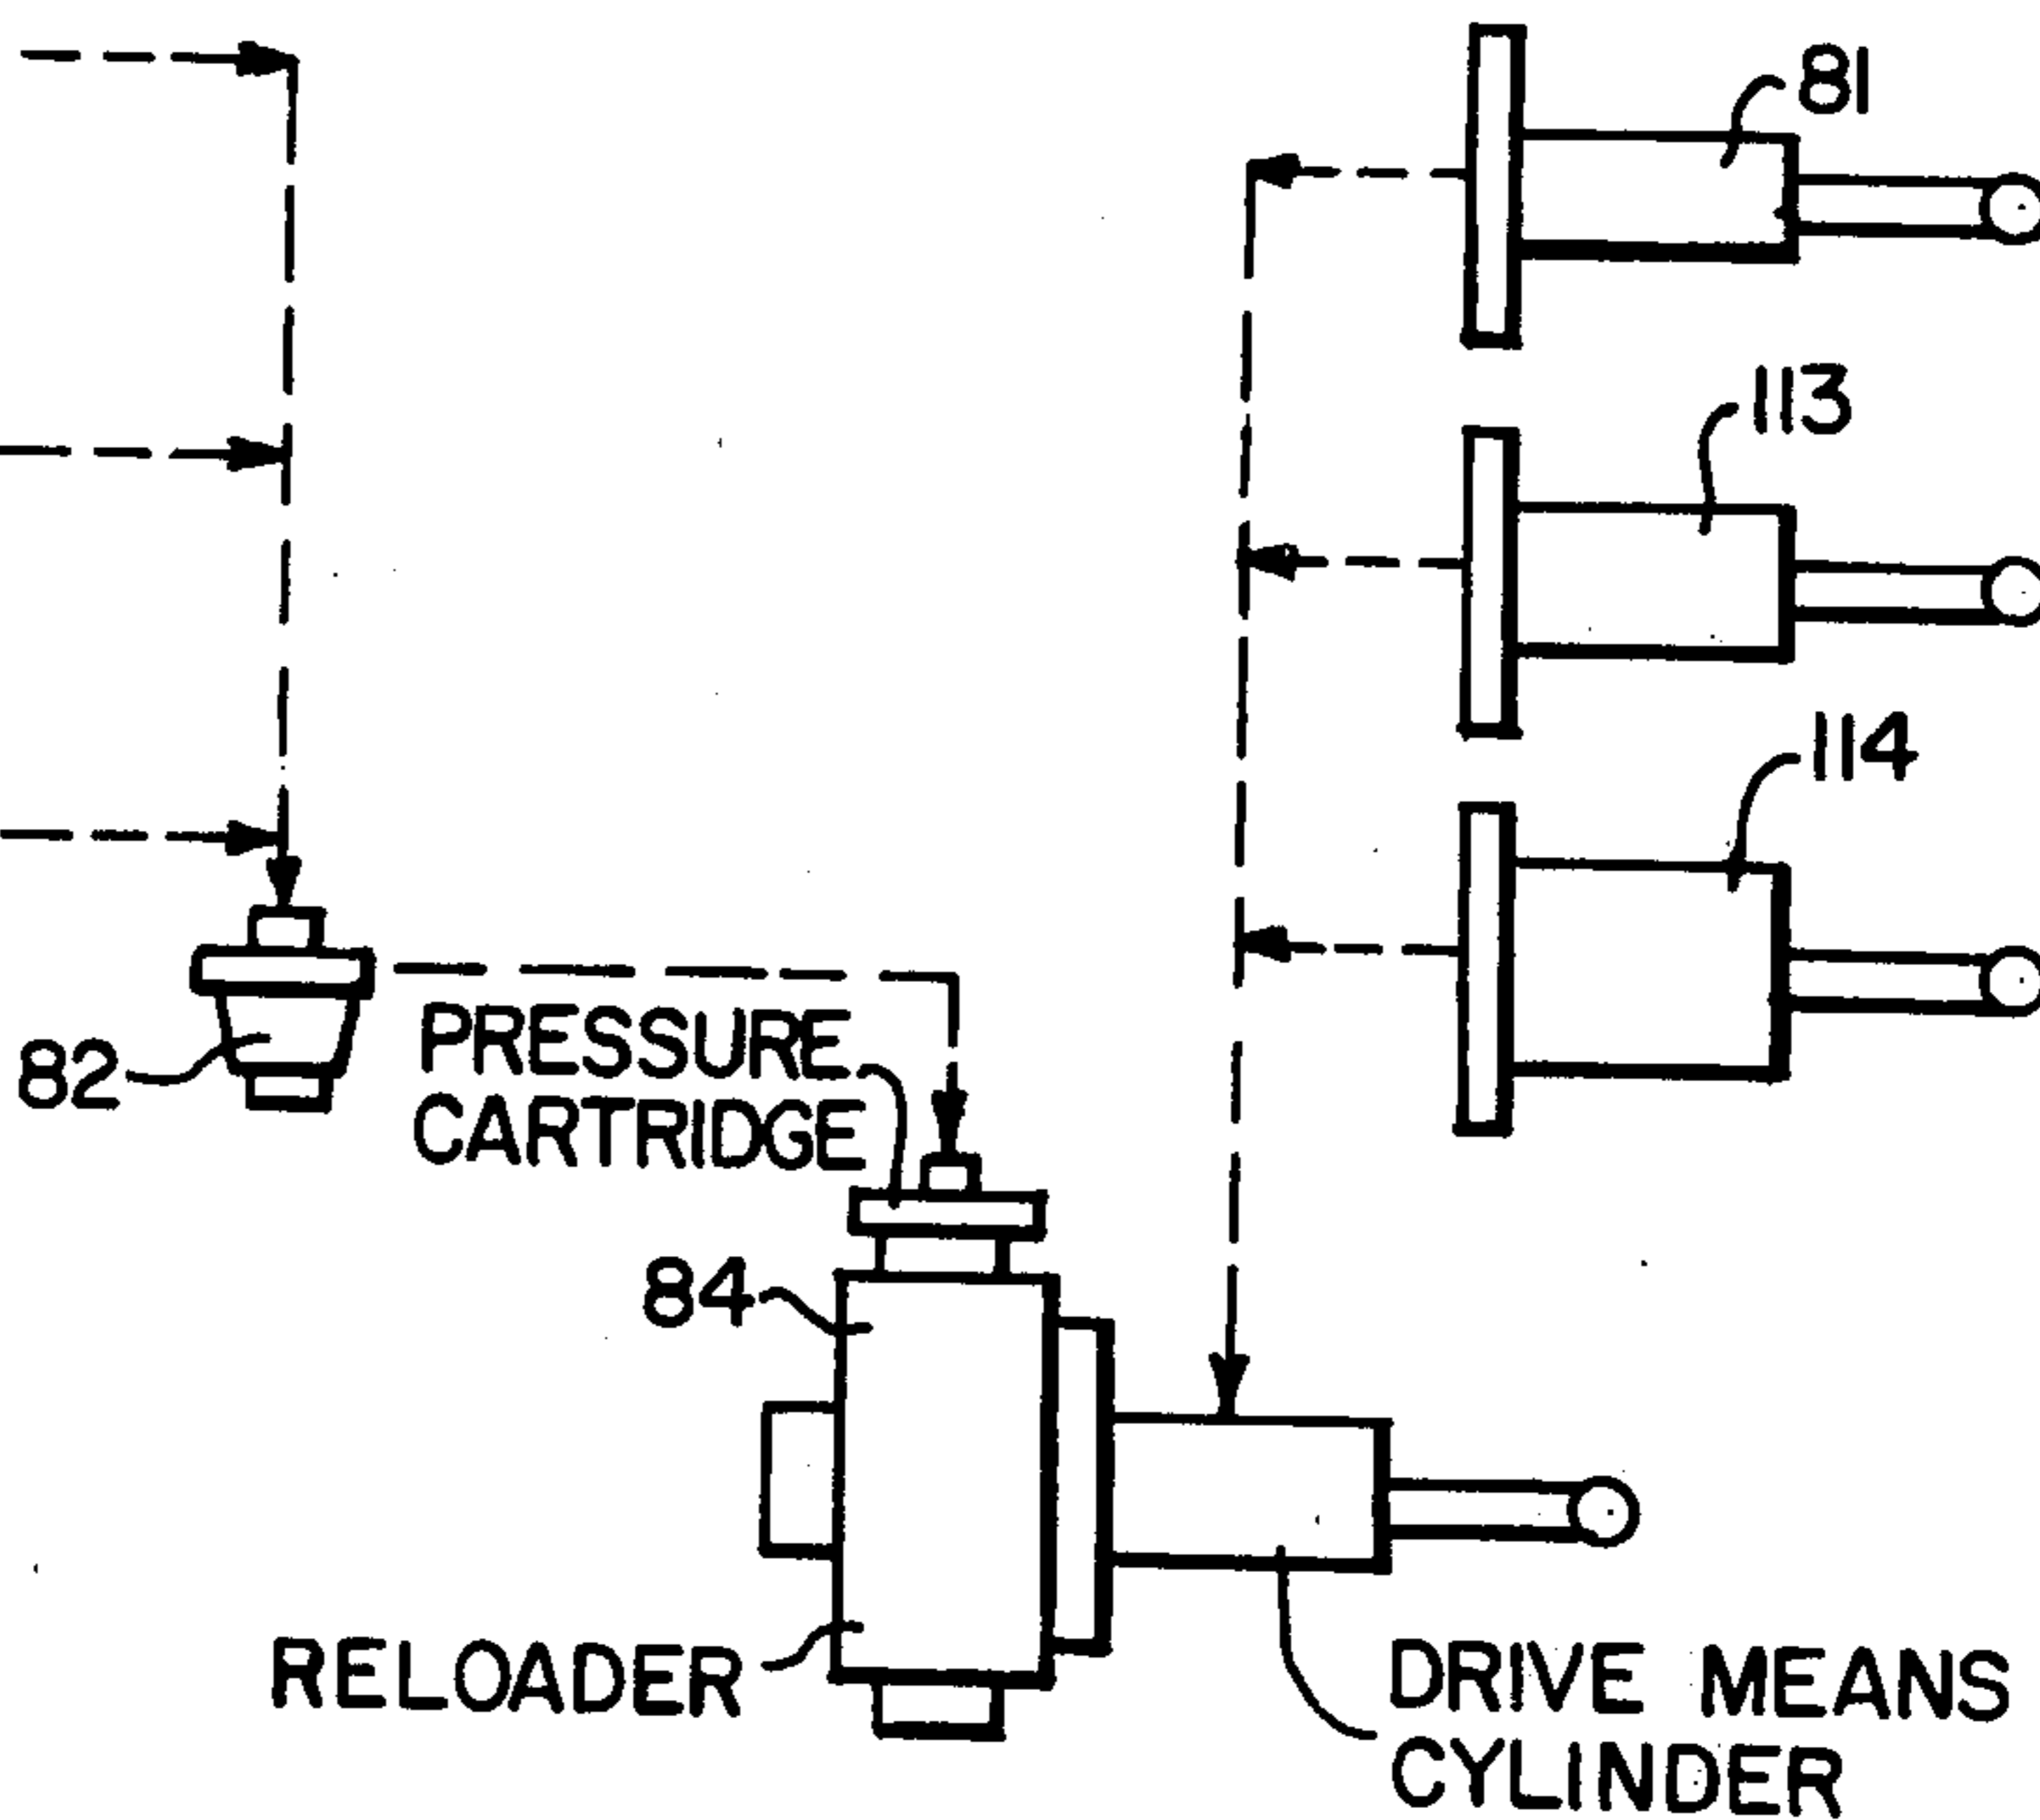 81
113
114
82
PRESSURE
CARTRIDGE
84
RELOADER
DRIVE MEANS
CYLINDER